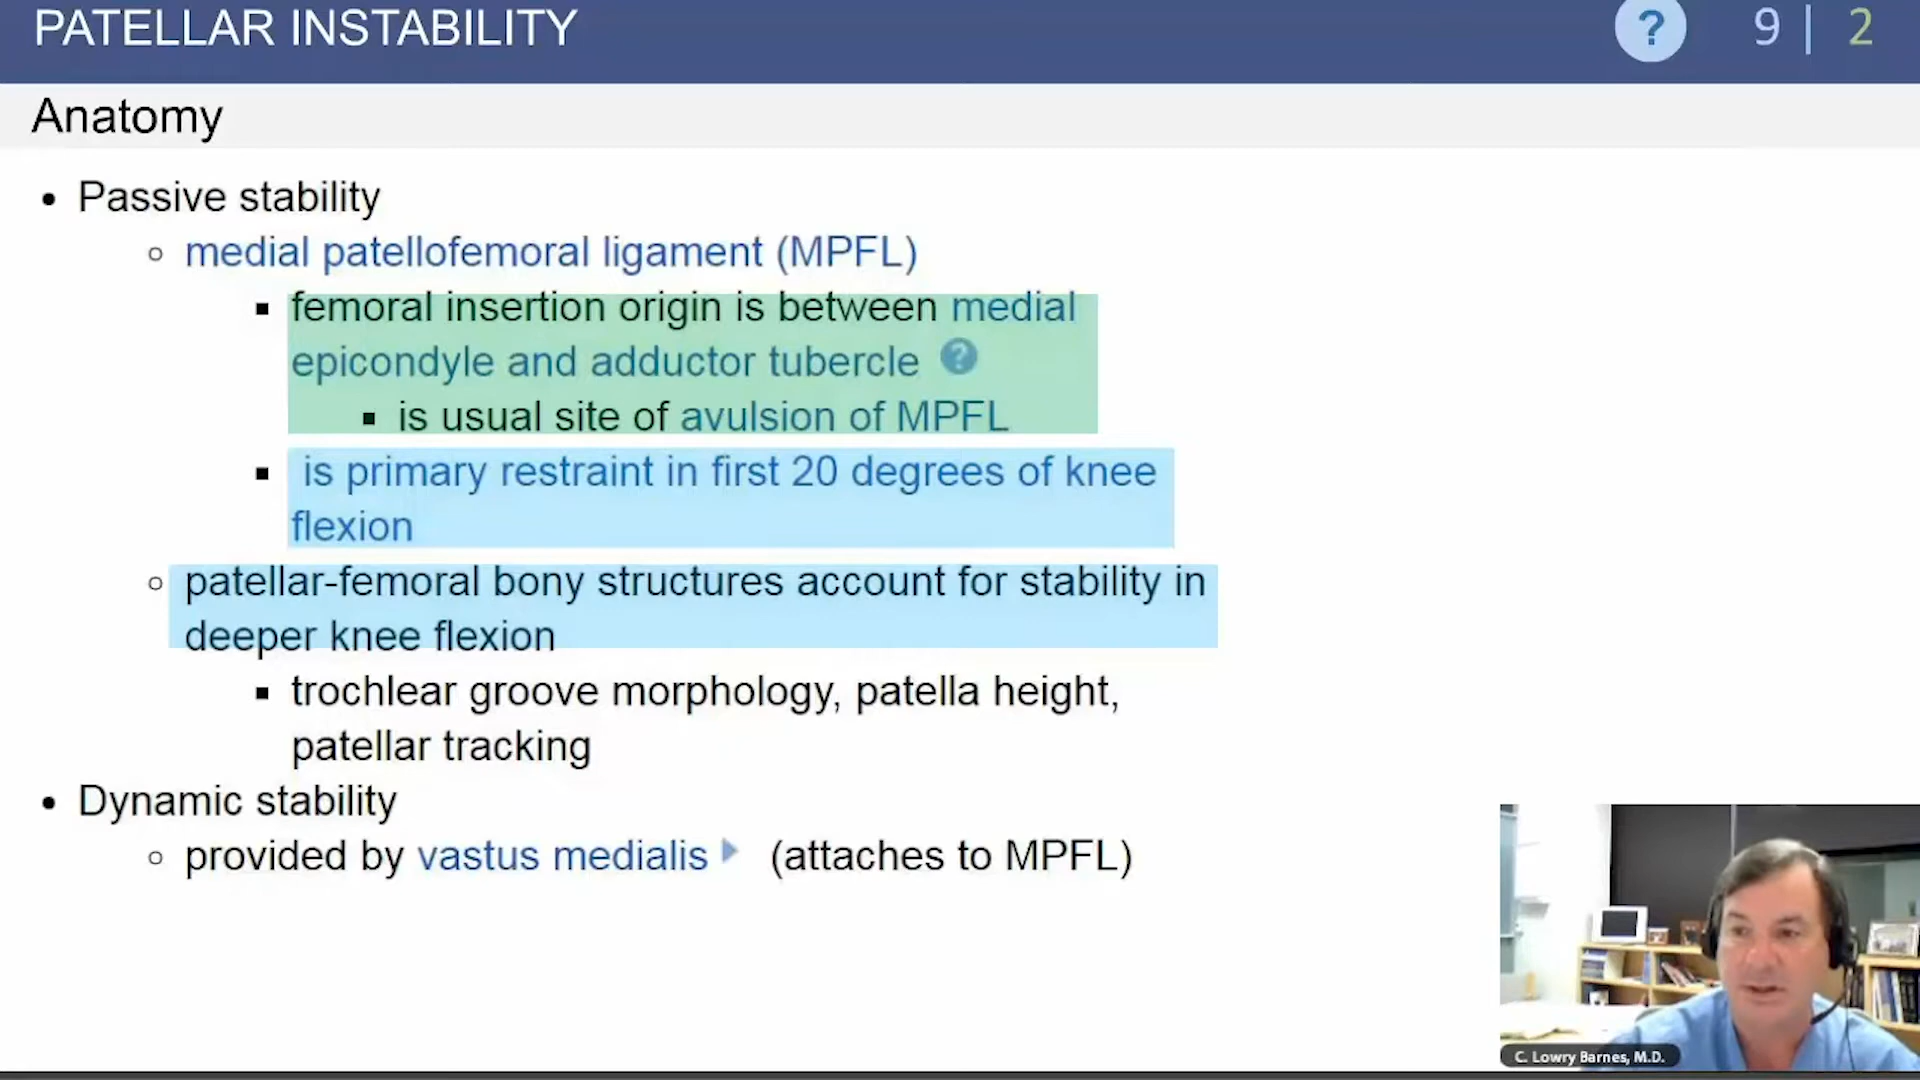 PATELLAR INSTABILITY
? 9 | 2
Anatomy
• Passive stability
○ medial patellofemoral ligament (MPFL)
▪ femoral insertion origin is between medial
epicondyle and adductor tubercle ?
▪ is usual site of avulsion of MPFL
▪ is primary restraint in first 20 degrees of knee
flexion
○ patellar-femoral bony structures account for stability in
deeper knee flexion
▪ trochlear groove morphology, patella height,
patellar tracking
• Dynamic stability
○ provided by vastus medialis (attaches to MPFL)
C. Lowry Barnes, M.D.